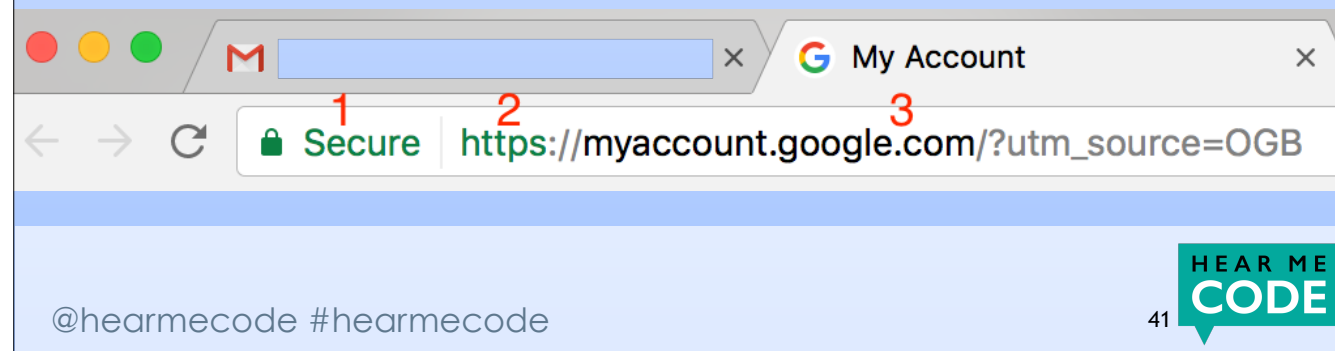 My Account
1 2 3
Secure https://myaccount.google.com/?utm_source=OGB
HEAR ME
CODE
@hearmecode #hearmecode 41